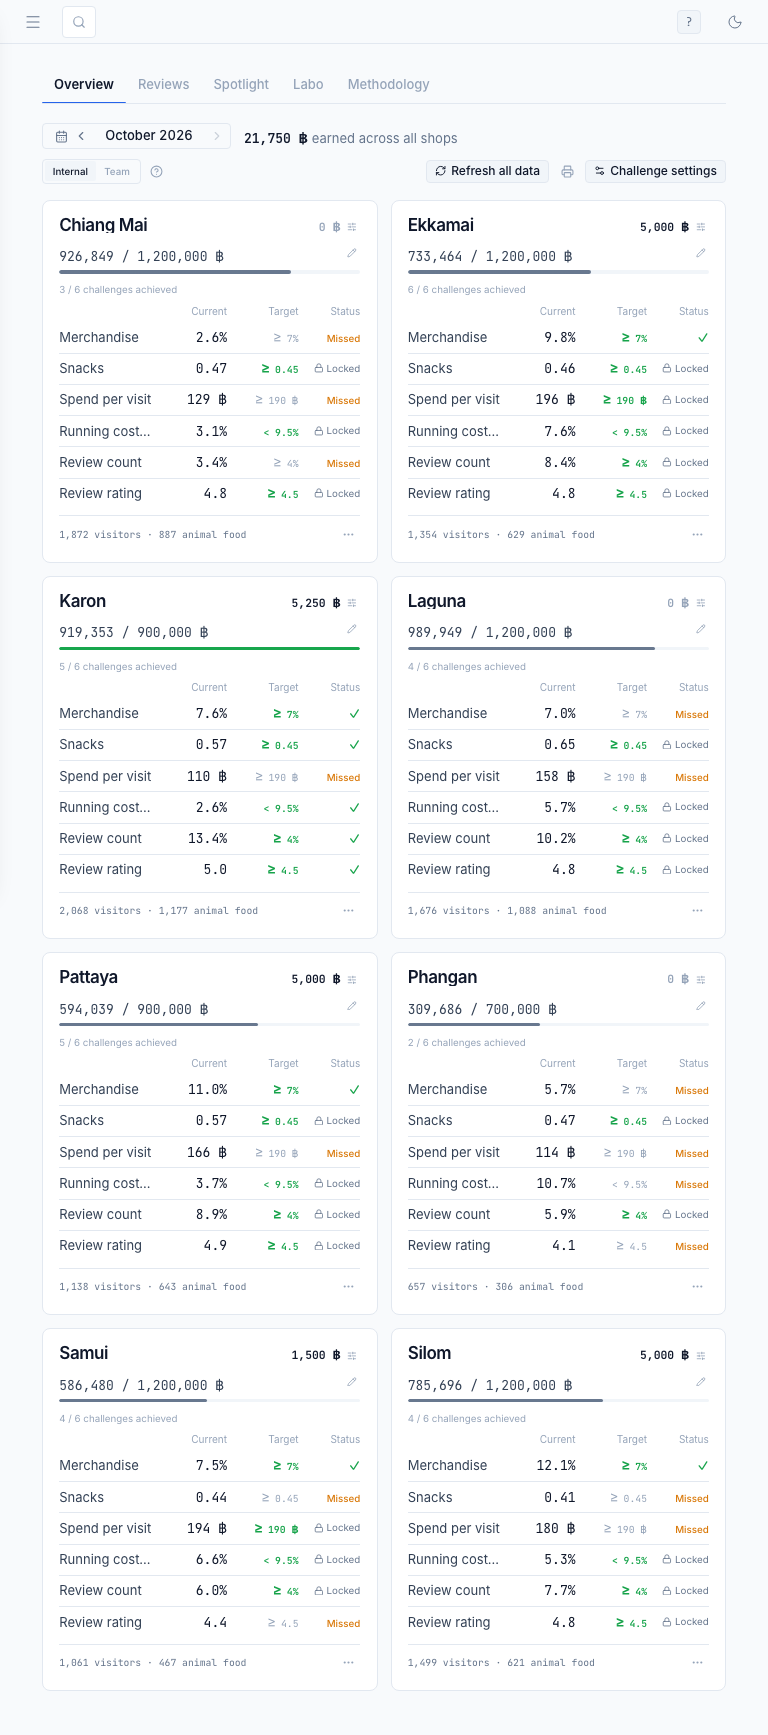 ?
Overview Reviews Spotlight Labo Methodology
October 2026 21,750 ฿ earned across all shops
Internal Team Refresh all data Challenge settings
Chiang Mai 0 ฿
926,849 / 1,200,000 ฿
3 / 6 challenges achieved
Current Target Status
Merchandise 2.6% ≥ 7% Missed
Snacks 0.47 ≥ 0.45 Locked
Spend per visit 129 ฿ ≥ 190 ฿ Missed
Running cost... 3.1% < 9.5% Locked
Review count 3.4% ≥ 4% Missed
Review rating 4.8 ≥ 4.5 Locked
1,872 visitors · 887 animal food
Ekkamai 5,000 ฿
733,464 / 1,200,000 ฿
6 / 6 challenges achieved
Current Target Status
Merchandise 9.8% ≥ 7% ✓
Snacks 0.46 ≥ 0.45 Locked
Spend per visit 196 ฿ ≥ 190 ฿ Locked
Running cost... 7.6% < 9.5% Locked
Review count 8.4% ≥ 4% Locked
Review rating 4.8 ≥ 4.5 Locked
1,354 visitors · 629 animal food
Karon 5,250 ฿
919,353 / 900,000 ฿
5 / 6 challenges achieved
Current Target Status
Merchandise 7.6% ≥ 7% ✓
Snacks 0.57 ≥ 0.45 ✓
Spend per visit 110 ฿ ≥ 190 ฿ Missed
Running cost... 2.6% < 9.5% ✓
Review count 13.4% ≥ 4% ✓
Review rating 5.0 ≥ 4.5 ✓
2,068 visitors · 1,177 animal food
Laguna 0 ฿
989,949 / 1,200,000 ฿
4 / 6 challenges achieved
Current Target Status
Merchandise 7.0% ≥ 7% Missed
Snacks 0.65 ≥ 0.45 Locked
Spend per visit 158 ฿ ≥ 190 ฿ Missed
Running cost... 5.7% < 9.5% Locked
Review count 10.2% ≥ 4% Locked
Review rating 4.8 ≥ 4.5 Locked
1,676 visitors · 1,088 animal food
Pattaya 5,000 ฿
594,039 / 900,000 ฿
5 / 6 challenges achieved
Current Target Status
Merchandise 11.0% ≥ 7% ✓
Snacks 0.57 ≥ 0.45 Locked
Spend per visit 166 ฿ ≥ 190 ฿ Missed
Running cost... 3.7% < 9.5% Locked
Review count 8.9% ≥ 4% Locked
Review rating 4.9 ≥ 4.5 Locked
1,138 visitors · 643 animal food
Phangan 0 ฿
309,686 / 700,000 ฿
2 / 6 challenges achieved
Current Target Status
Merchandise 5.7% ≥ 7% Missed
Snacks 0.47 ≥ 0.45 Locked
Spend per visit 114 ฿ ≥ 190 ฿ Missed
Running cost... 10.7% < 9.5% Missed
Review count 5.9% ≥ 4% Locked
Review rating 4.1 ≥ 4.5 Missed
657 visitors · 306 animal food
Samui 1,500 ฿
586,480 / 1,200,000 ฿
4 / 6 challenges achieved
Current Target Status
Merchandise 7.5% ≥ 7% ✓
Snacks 0.44 ≥ 0.45 Missed
Spend per visit 194 ฿ ≥ 190 ฿ Locked
Running cost... 6.6% < 9.5% Locked
Review count 6.0% ≥ 4% Locked
Review rating 4.4 ≥ 4.5 Missed
1,061 visitors · 467 animal food
Silom 5,000 ฿
785,696 / 1,200,000 ฿
4 / 6 challenges achieved
Current Target Status
Merchandise 12.1% ≥ 7% ✓
Snacks 0.41 ≥ 0.45 Missed
Spend per visit 180 ฿ ≥ 190 ฿ Missed
Running cost... 5.3% < 9.5% Locked
Review count 7.7% ≥ 4% Locked
Review rating 4.8 ≥ 4.5 Locked
1,499 visitors · 621 animal food